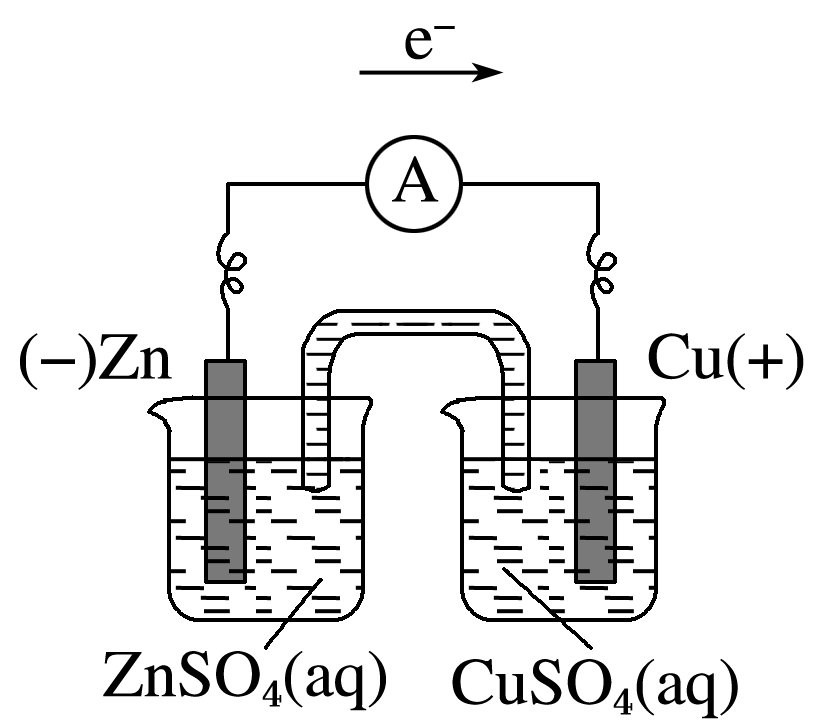 e⁻
A
(−)Zn
Cu(+)
ZnSO₄(aq)
CuSO₄(aq)